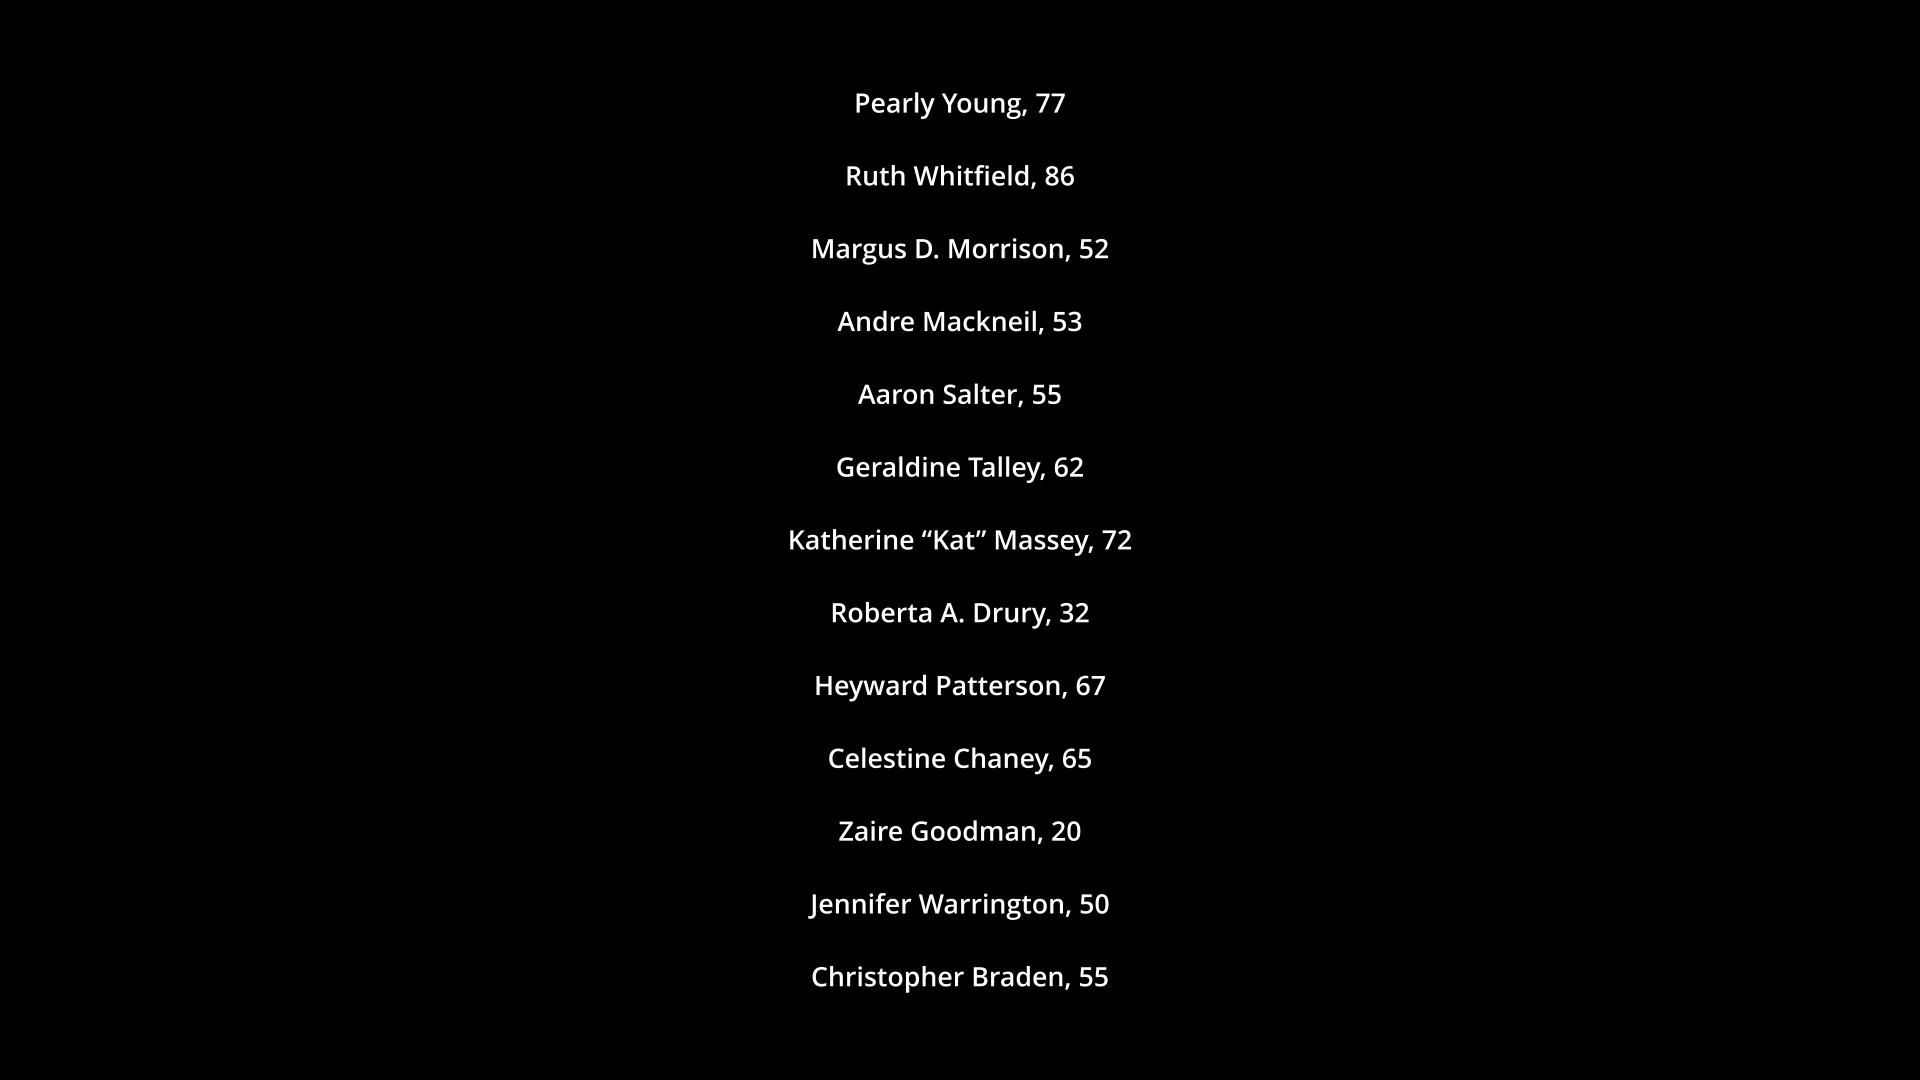 Pearly Young, 77
Ruth Whitfield, 86
Margus D. Morrison, 52
Andre Mackneil, 53
Aaron Salter, 55
Geraldine Talley, 62
Katherine “Kat” Massey, 72
Roberta A. Drury, 32
Heyward Patterson, 67
Celestine Chaney, 65
Zaire Goodman, 20
Jennifer Warrington, 50
Christopher Braden, 55